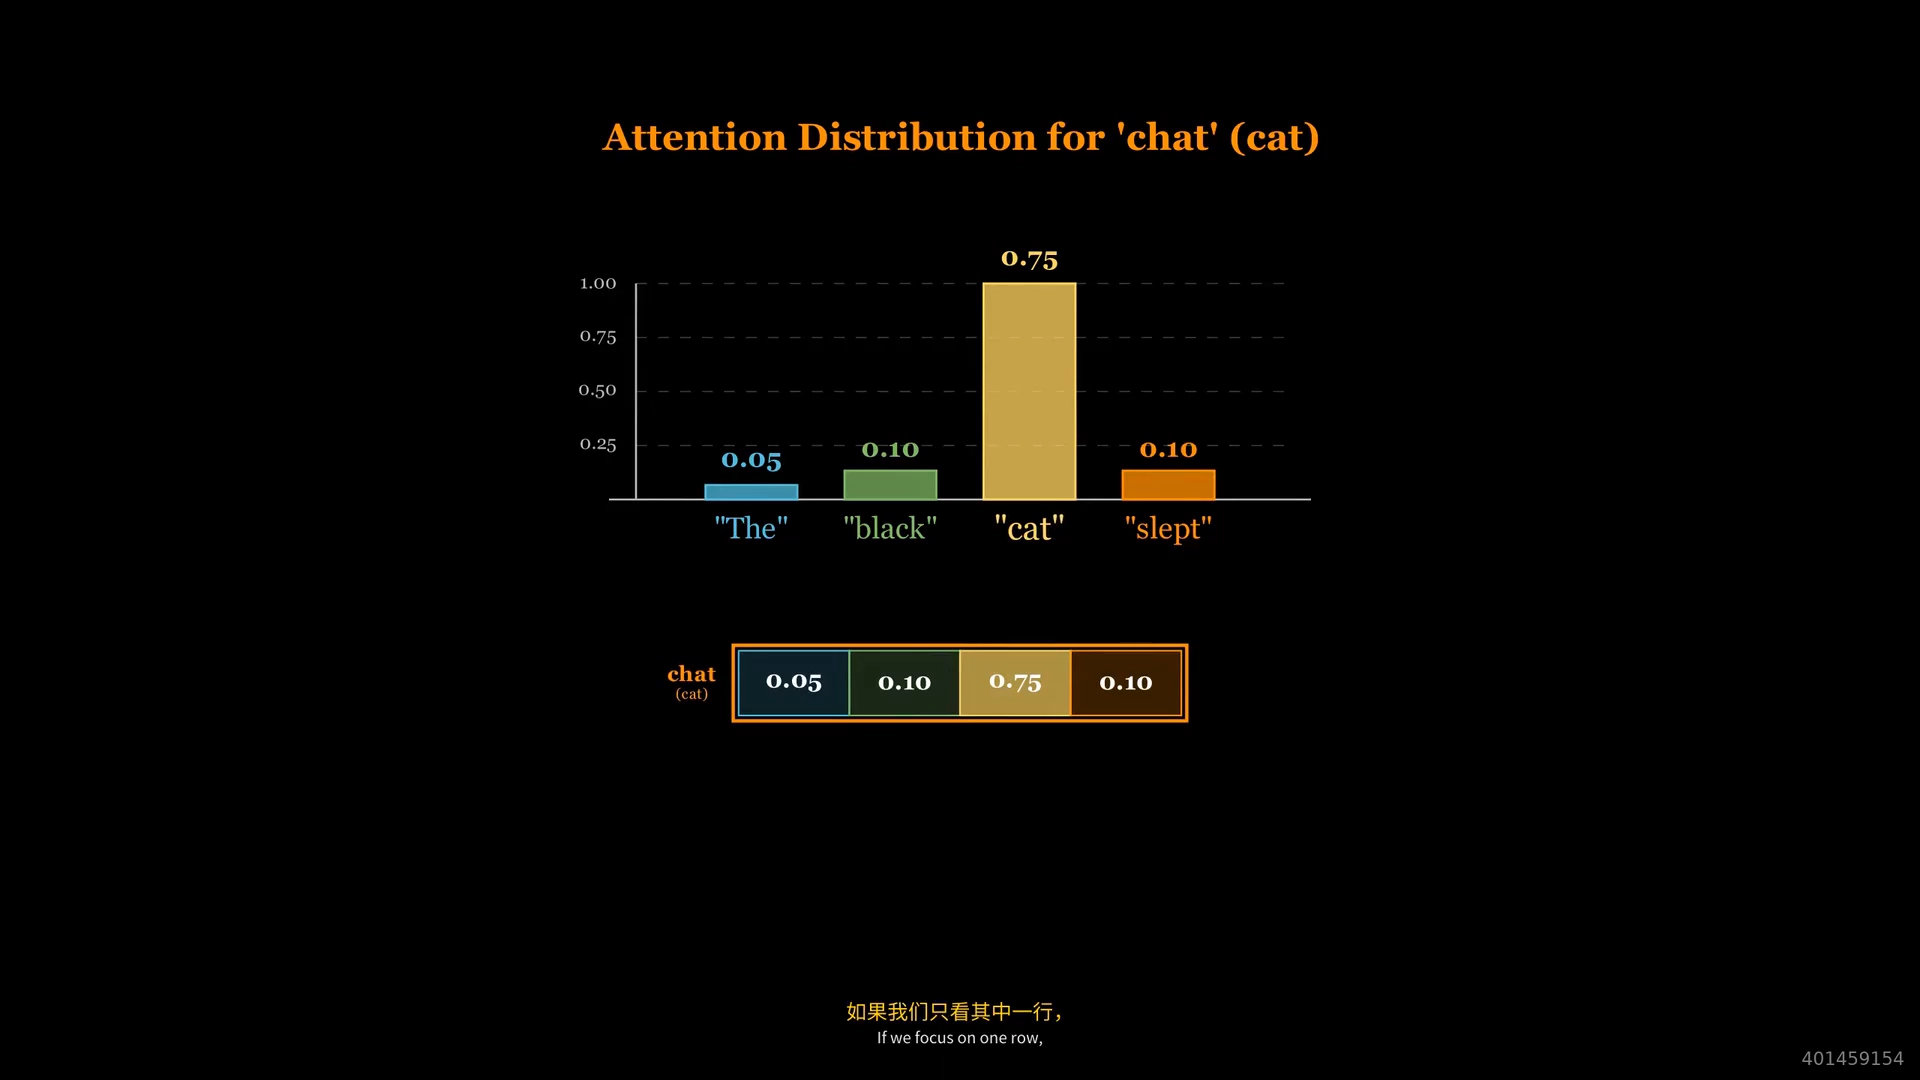 Attention Distribution for 'chat' (cat)
0.75
1.00
0.75
0.50
0.25
0.05
0.10
0.10
"The" "black" "cat" "slept"
chat
(cat)
0.05 0.10 0.75 0.10
如果我们只看其中一行，
If we focus on one row,
401459154